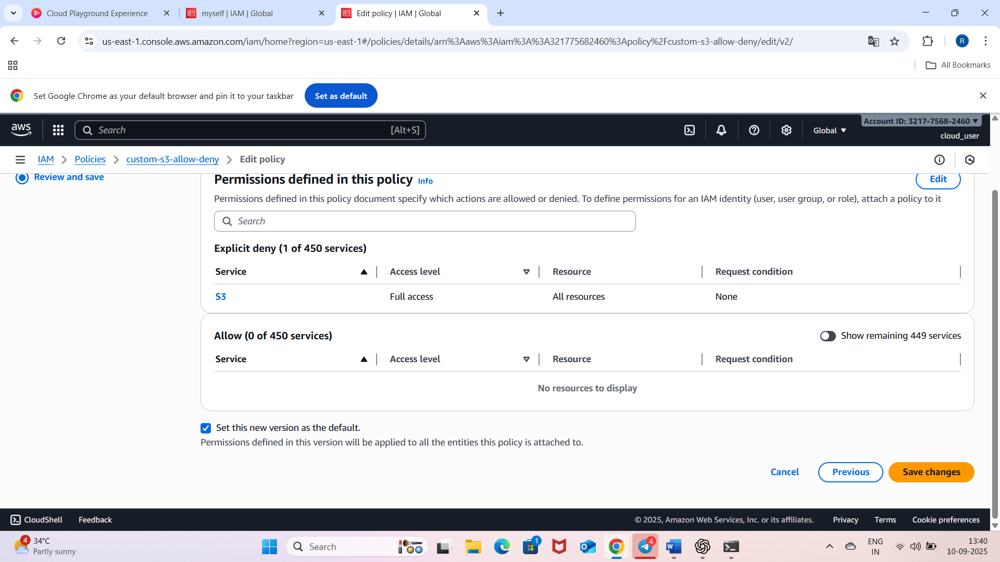 Cloud Playground Experience
myself | IAM | Global
Edit policy | IAM | Global
us-east-1.console.aws.amazon.com/iam/home?region=us-east-1#/policies/details/arn%3Aaws%3Aiam%3A%3A321775682460%3Apolicy%2Fcustom-s3-allow-deny/edit/v2/
R
All Bookmarks
Set Google Chrome as your default browser and pin it to your taskbar
Set as default
aws
Search
[Alt+S]
Global
Account ID: 3217-7568-2460
cloud_user
IAM
Policies
custom-s3-allow-deny
Edit policy
Review and save
Permissions defined in this policy Info
Edit
Permissions defined in this policy document specify which actions are allowed or denied. To define permissions for an IAM identity (user, user group, or role), attach a policy to it
Search
Explicit deny (1 of 450 services)
Service Access level Resource Request condition
S3 Full access All resources None
Allow (0 of 450 services)
Show remaining 449 services
Service Access level Resource Request condition
No resources to display
Set this new version as the default.
Permissions defined in this version will be applied to all the entities this policy is attached to.
Cancel
Previous
Save changes
CloudShell
Feedback
© 2025, Amazon Web Services, Inc. or its affiliates.
Privacy
Terms
Cookie preferences
4
34°C
Partly sunny
Search
1
4
ENG
IN
13:40
10-09-2025